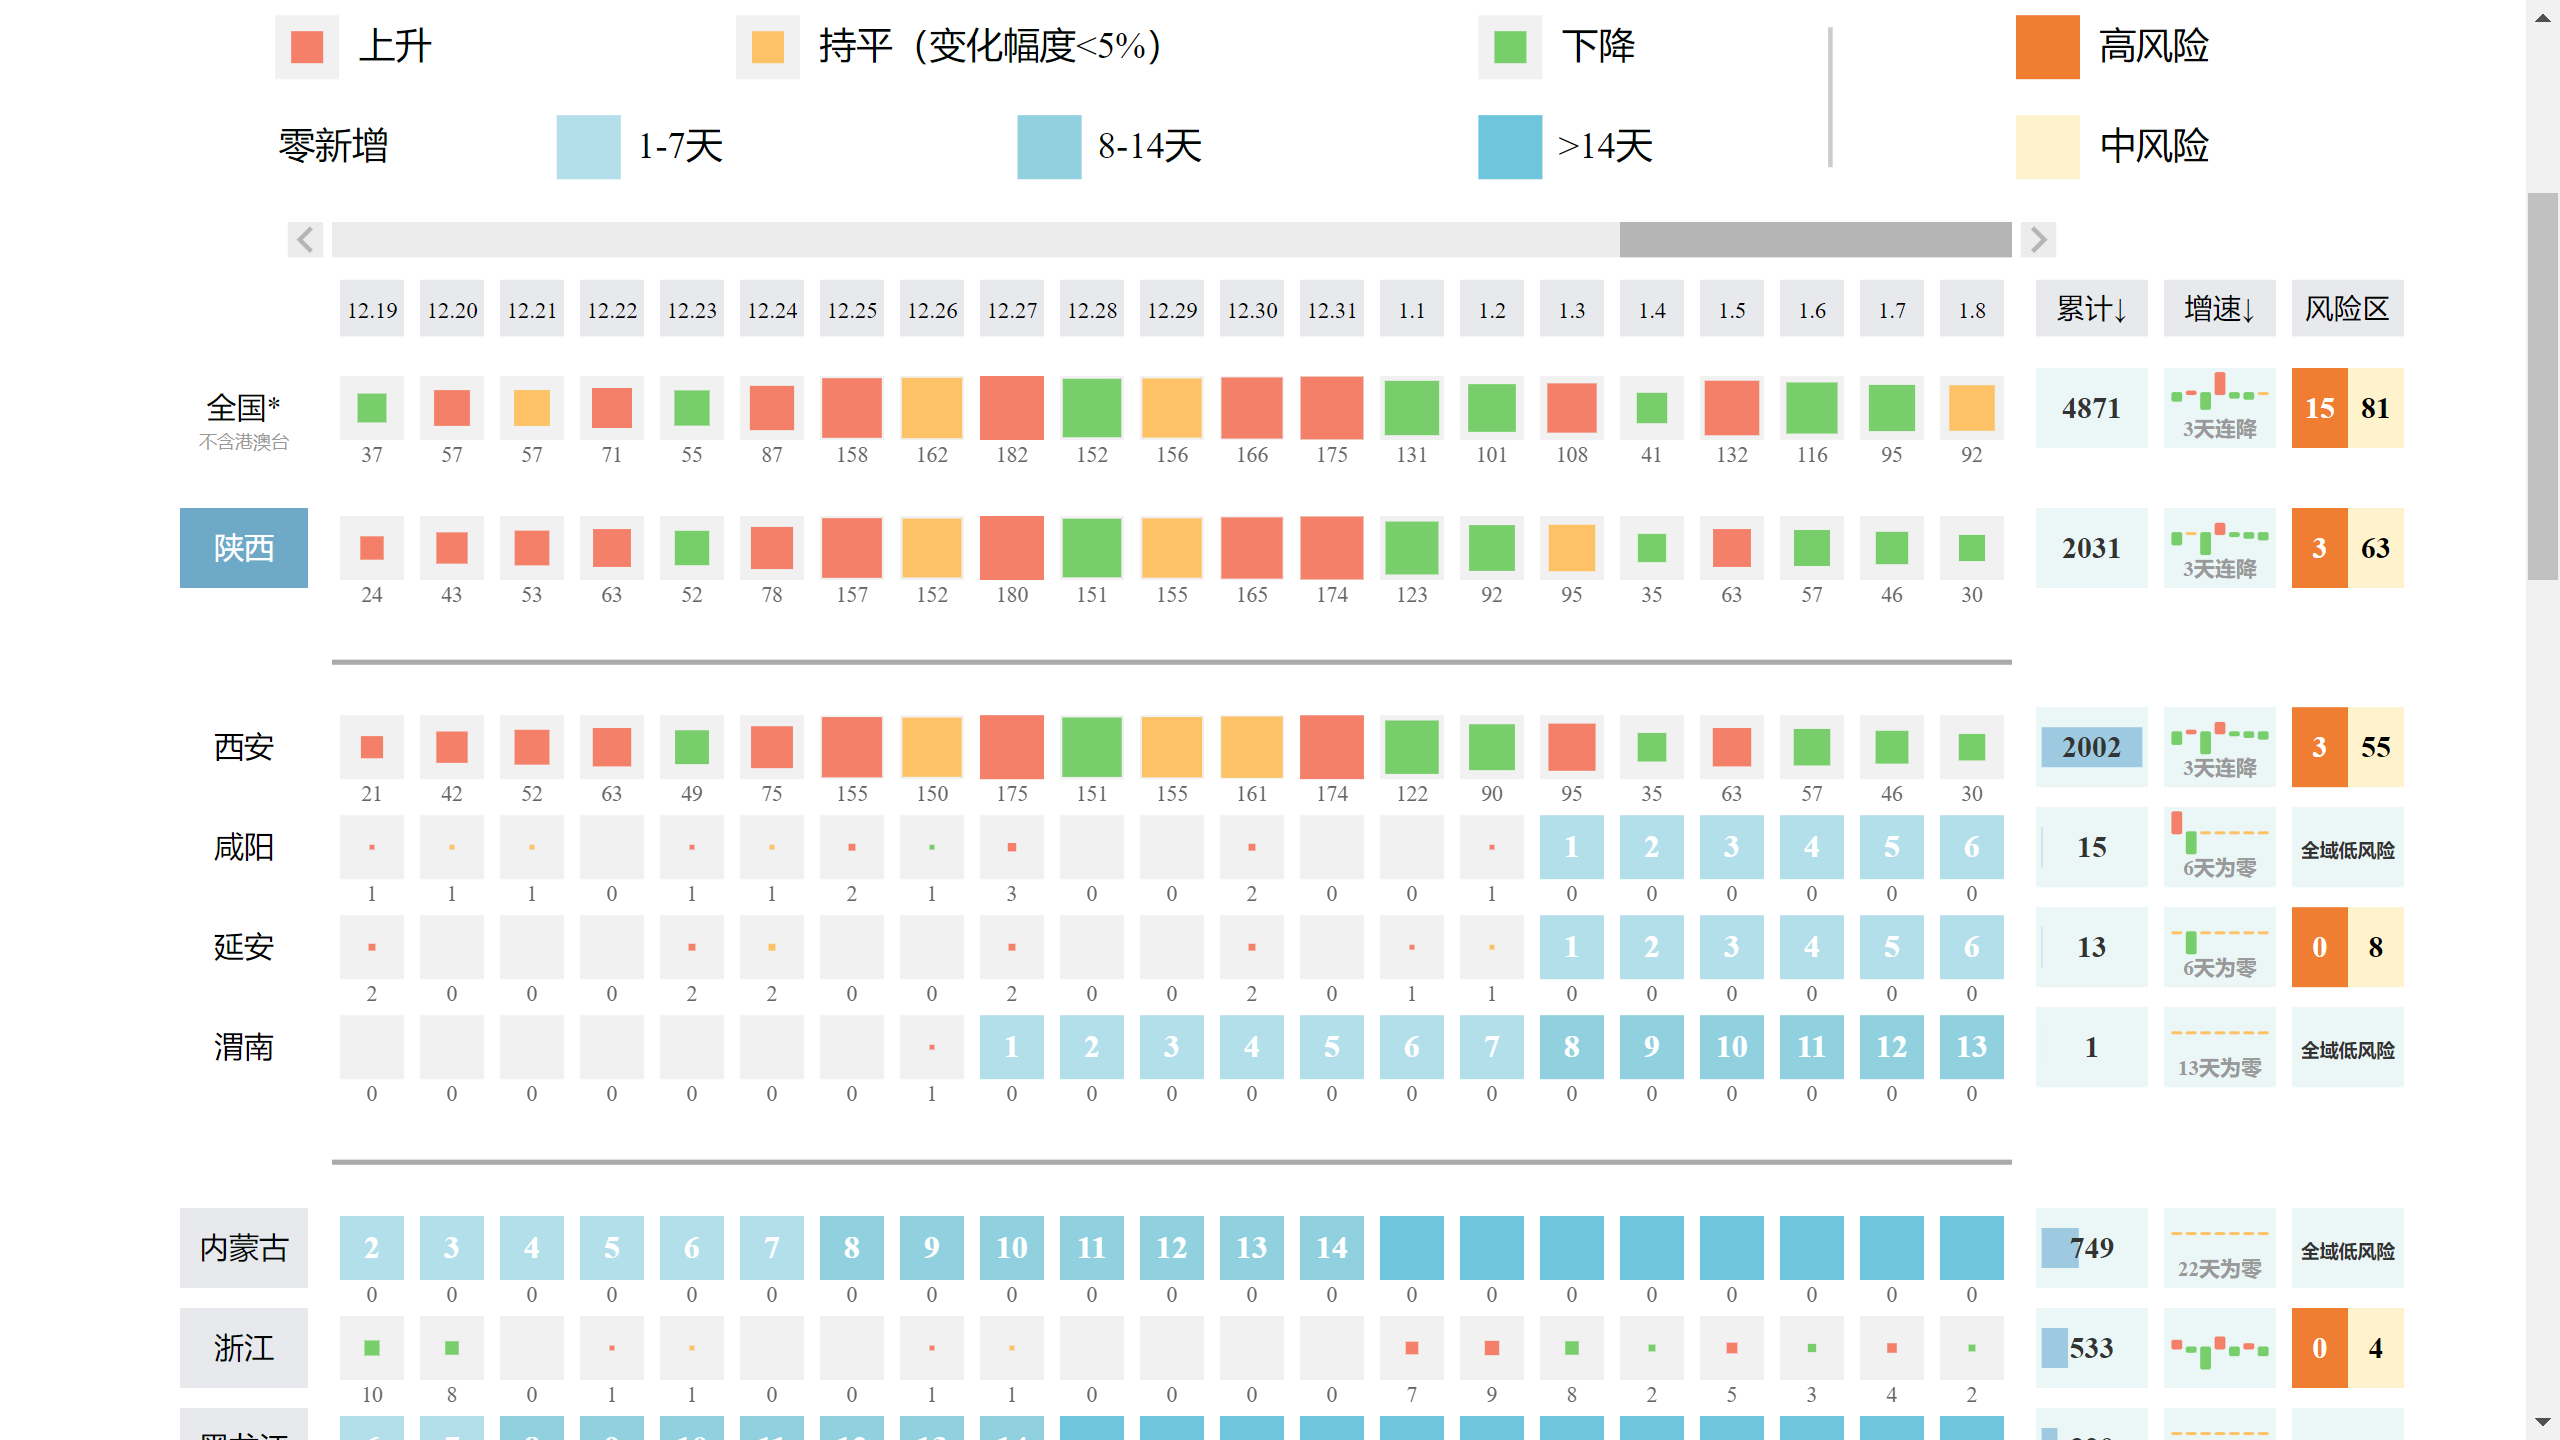 上升 持平（变化幅度<5%） 下降 高风险
零新增 1-7天 8-14天 >14天 中风险
12.19 12.20 12.21 12.22 12.23 12.24 12.25 12.26 12.27 12.28 12.29 12.30 12.31 1.1 1.2 1.3 1.4 1.5 1.6 1.7 1.8 累计↓ 增速↓ 风险区
全国* 4871 15 81
不含港澳台 3天连降
37 57 57 71 55 87 158 162 182 152 156 166 175 131 101 108 41 132 116 95 92
陕西 2031 3 63
3天连降
24 43 53 63 52 78 157 152 180 151 155 165 174 123 92 95 35 63 57 46 30
西安 2002 3 55
3天连降
21 42 52 63 49 75 155 150 175 151 155 161 174 122 90 95 35 63 57 46 30
咸阳 1 2 3 4 5 6 15 全域低风险
6天为零
1 1 1 0 1 1 2 1 3 0 0 2 0 0 1 0 0 0 0 0 0
延安 1 2 3 4 5 6 13 0 8
6天为零
2 0 0 0 2 2 0 0 2 0 0 2 0 1 1 0 0 0 0 0 0
渭南 1 2 3 4 5 6 7 8 9 10 11 12 13 1 全域低风险
13天为零
0 0 0 0 0 0 0 1 0 0 0 0 0 0 0 0 0 0 0 0 0
内蒙古 2 3 4 5 6 7 8 9 10 11 12 13 14 749 全域低风险
22天为零
0 0 0 0 0 0 0 0 0 0 0 0 0 0 0 0 0 0 0 0 0
浙江 533 0 4
10 8 0 1 1 0 0 1 1 0 0 0 0 7 9 8 2 5 3 4 2